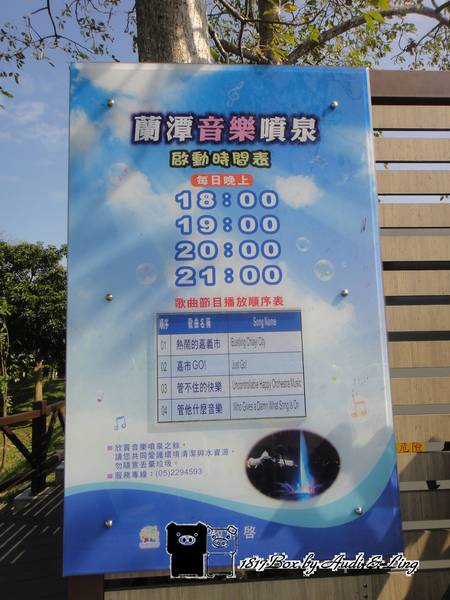 蘭潭音樂噴泉
啟動時間表
每日晚上
18:00
19:00
20:00
21:00
歌曲節目播放順序表
順序 歌曲名稱 Song Name
01 熱鬧的嘉義市 Bustling Chiayi City
02 嘉市GO! Just Go!
03 管不住的快樂 Uncontrollable Happy Orchestra Music
04 管他什麼音樂 Who Gives a Damn,What Song Is On
欣賞音樂噴泉之餘，
請您共同愛護環境清潔與水資源，
勿隨意丟棄垃圾。
服務專線：(05)2294593
啓
危險
1817Box by Audi & Ling